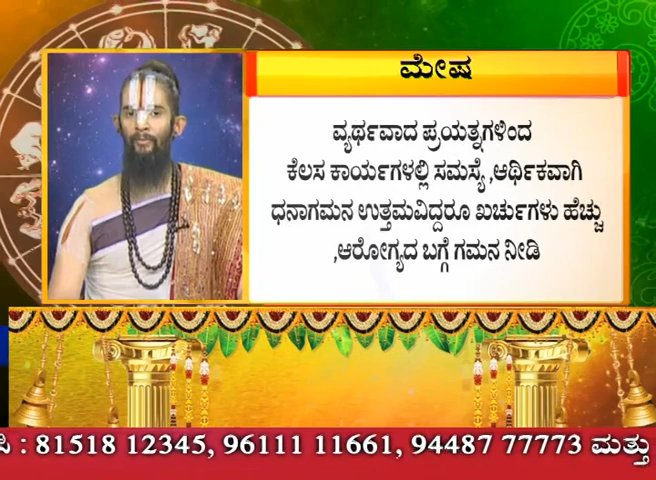 ಮೇಷ
ವ್ಯರ್ಥವಾದ ಪ್ರಯತ್ನಗಳಿಂದ
ಕೆಲಸ ಕಾರ್ಯಗಳಲ್ಲಿ ಸಮಸ್ಯೆ ,ಆರ್ಥಿಕವಾಗಿ
ಧನಾಗಮನ ಉತ್ತಮವಿದ್ದರೂ ಖರ್ಚುಗಳು ಹೆಚ್ಚು
,ಆರೋಗ್ಯದ ಬಗ್ಗೆ ಗಮನ ನೀಡಿ
: 81518 12345, 96111 11661, 94487 77773 ಮತ್ತು